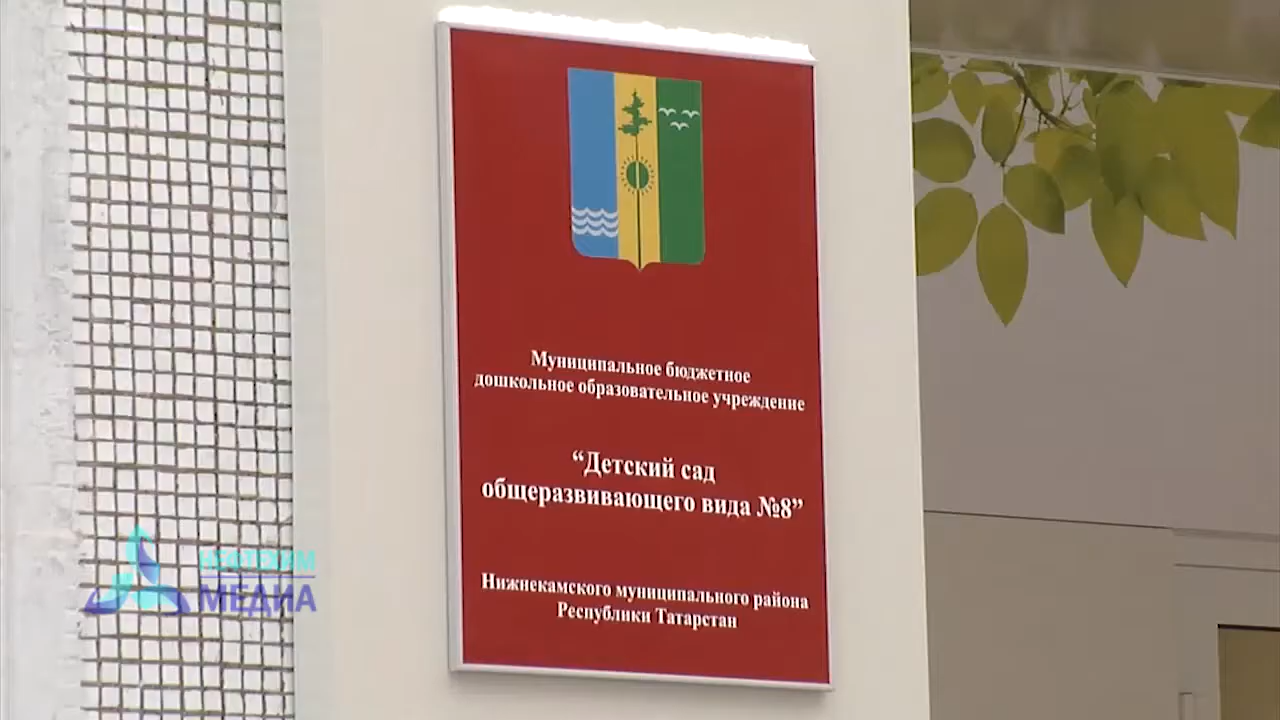 Муниципальное бюджетное
дошкольное образовательное учреждение
“Детский сад
общеразвивающего вида №8”
Нижнекамского муниципального района
Республики Татарстан
НЕФТЕХИМ
МЕДИА